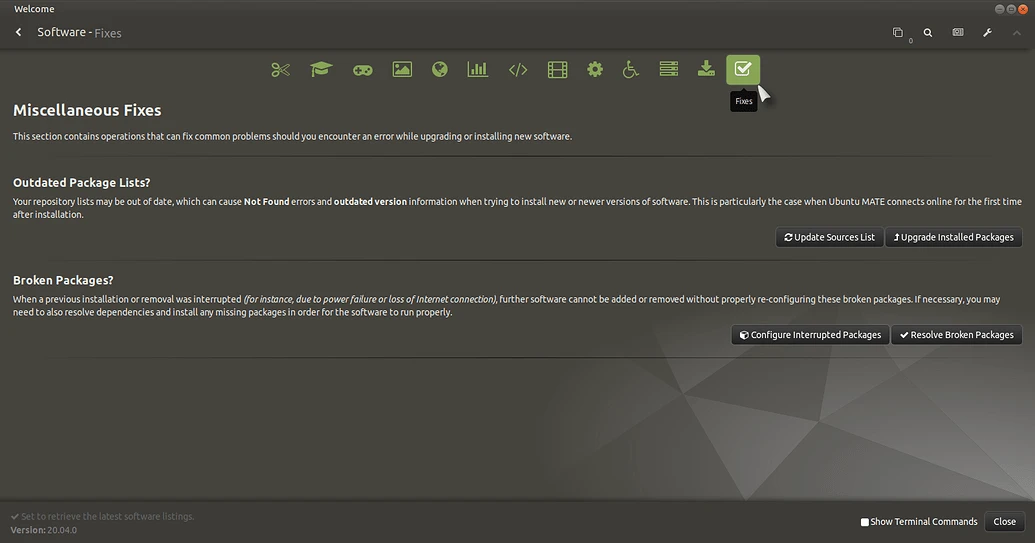 Welcome
Software - Fixes
0
Fixes
Miscellaneous Fixes
This section contains operations that can fix common problems should you encounter an error while upgrading or installing new software.
Outdated Package Lists?
Your repository lists may be out of date, which can cause Not Found errors and outdated version information when trying to install new or newer versions of software. This is particularly the case when Ubuntu MATE connects online for the first time
after installation.
Update Sources List
Upgrade Installed Packages
Broken Packages?
When a previous installation or removal was interrupted (for instance, due to power failure or loss of Internet connection), further software cannot be added or removed without properly re-configuring these broken packages. If necessary, you may
need to also resolve dependencies and install any missing packages in order for the software to run properly.
Configure Interrupted Packages
Resolve Broken Packages
Set to retrieve the latest software listings.
Version: 20.04.0
Show Terminal Commands
Close